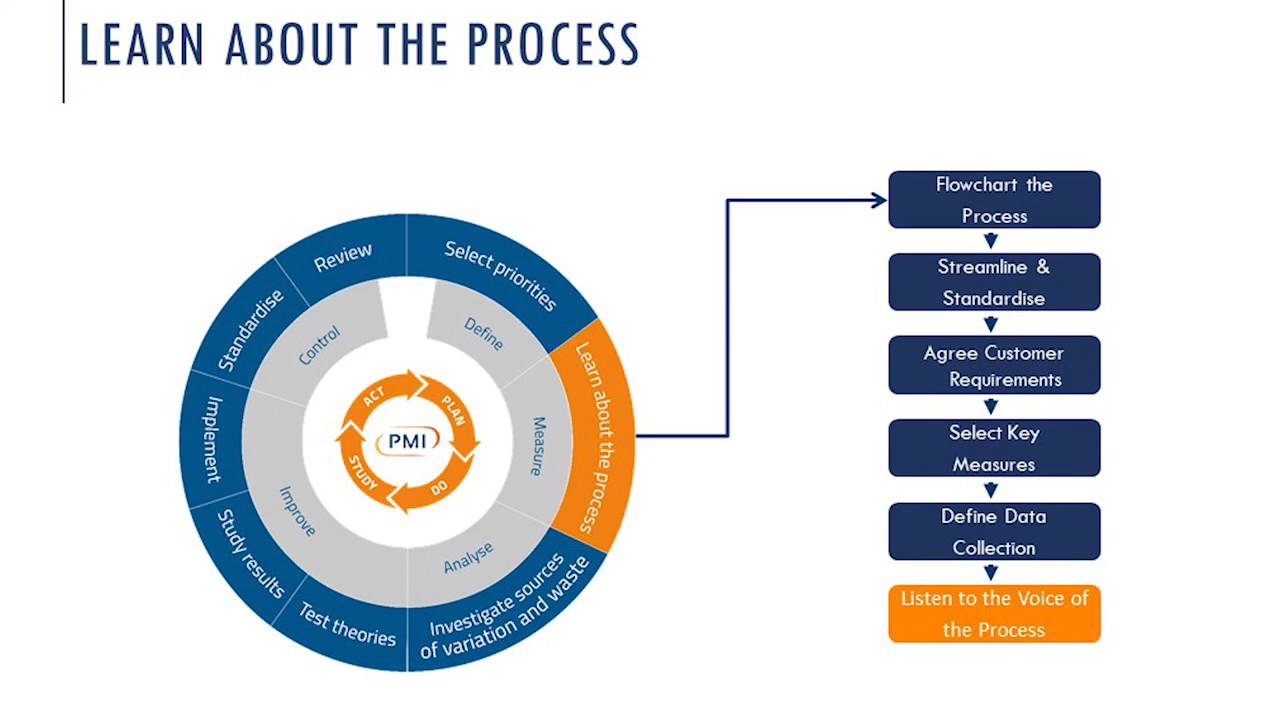 LEARN ABOUT THE PROCESS
Review
Select priorities
Standardise
Control
Define
Learn about the process
Implement
Measure
ACT
PLAN
PMI
STUDY
DO
Improve
Analyse
Study results
Test theories
Investigate sources
of variation and waste
Flowchart the
Process
Streamline &
Standardise
Agree Customer
Requirements
Select Key
Measures
Define Data
Collection
Listen to the Voice of
the Process